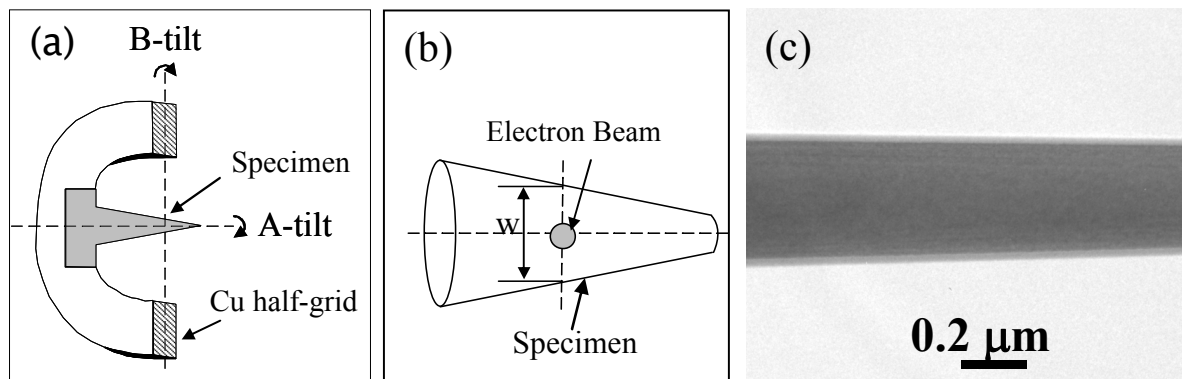 (a)
B-tilt
Specimen
A-tilt
Cu half-grid
(b)
Electron Beam
w
Specimen
(c)
0.2 μm